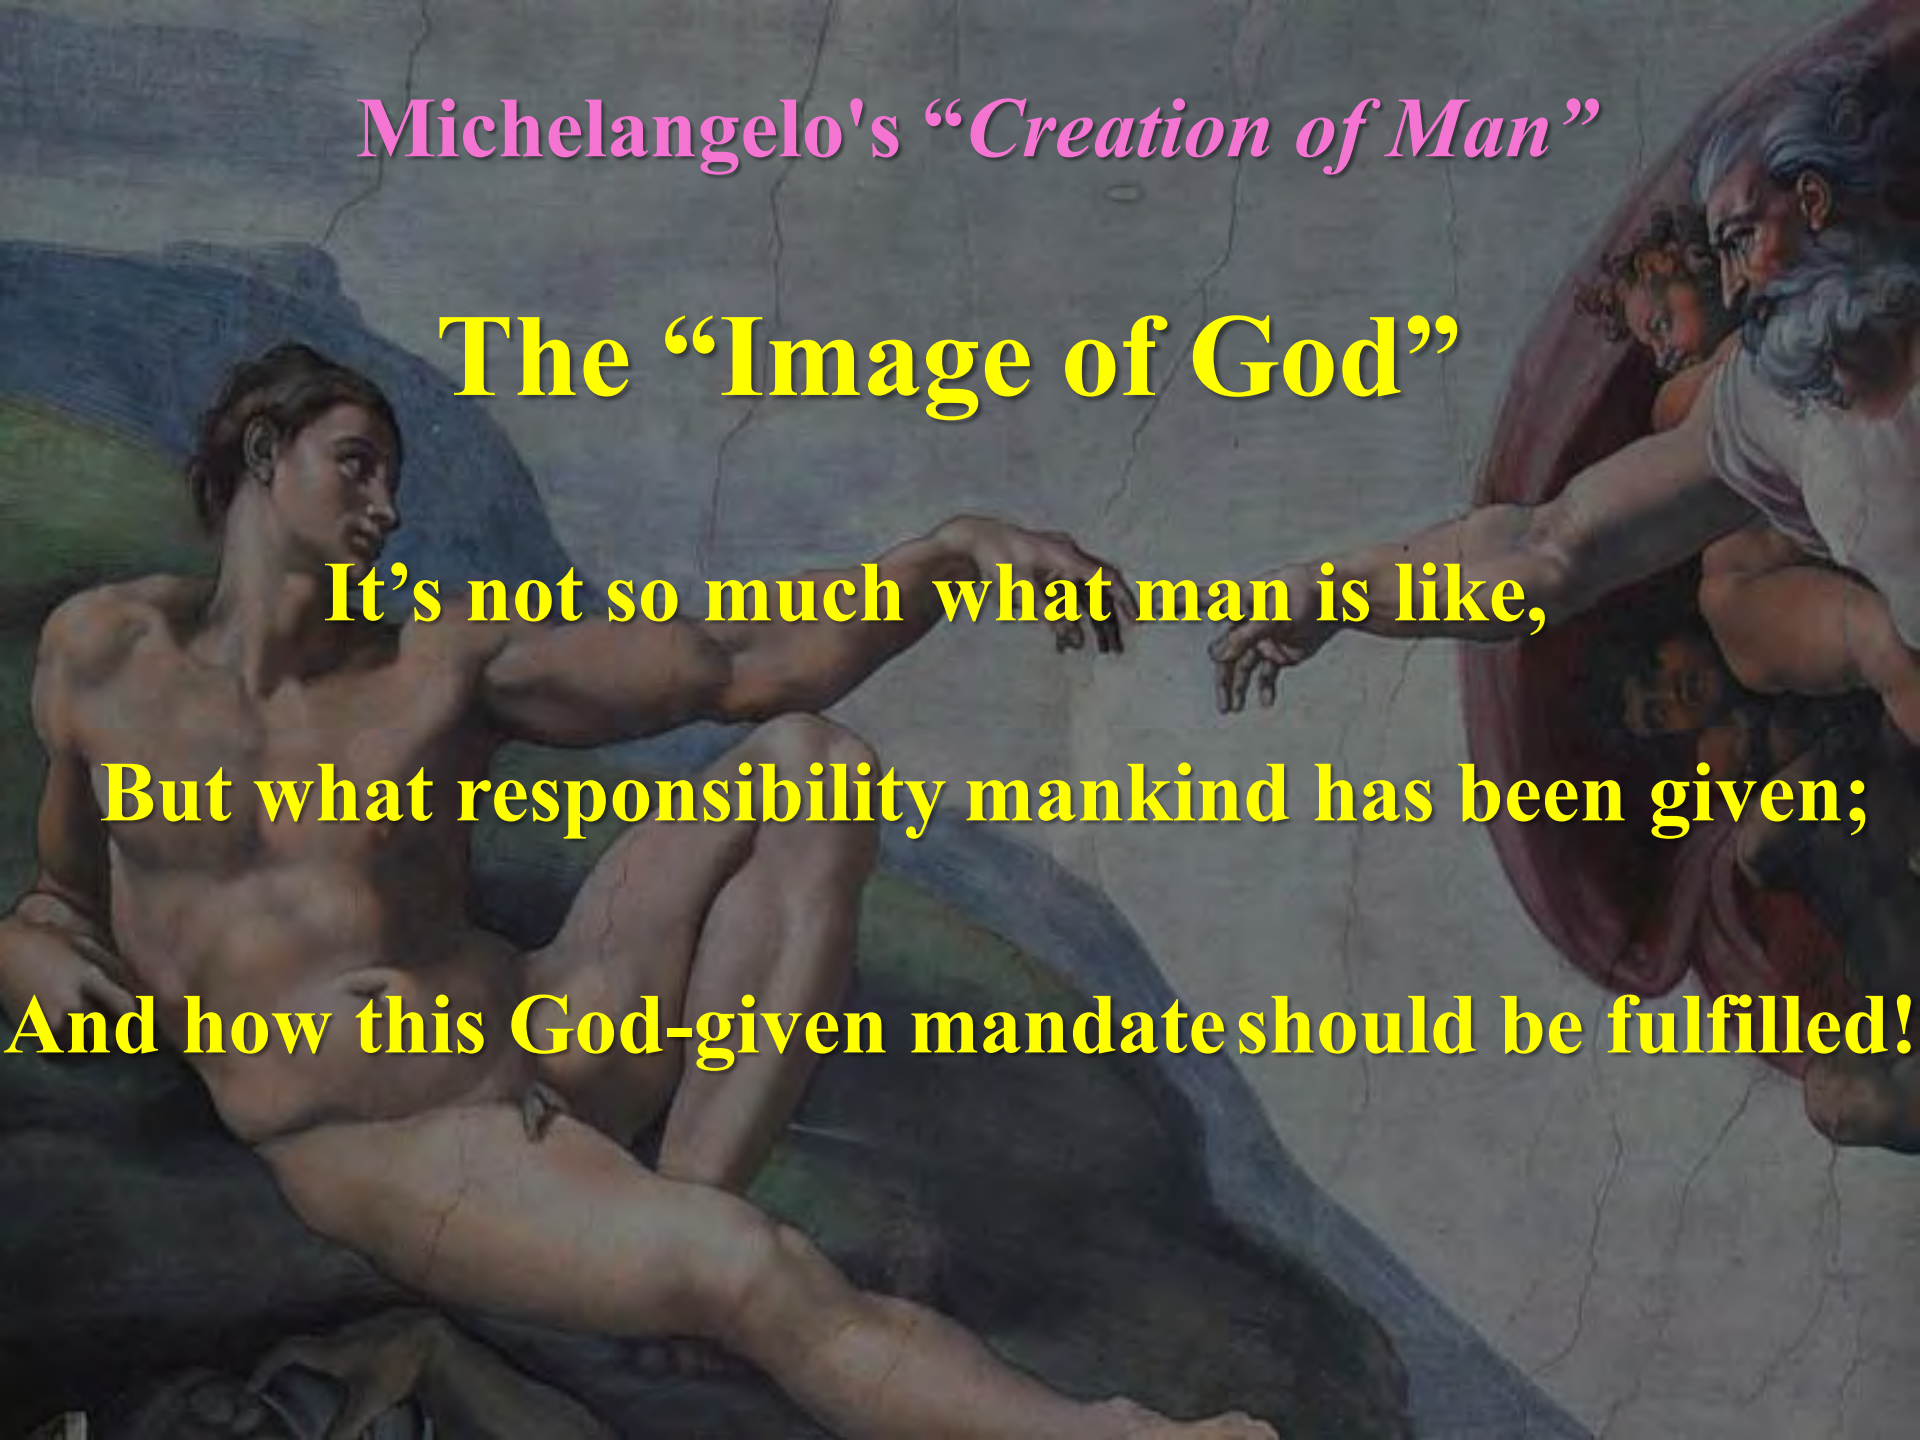 Michelangelo's “Creation of Man”
The “Image of God”
It’s not so much what man is like,
But what responsibility mankind has been given;
And how this God-given mandate should be fulfilled!